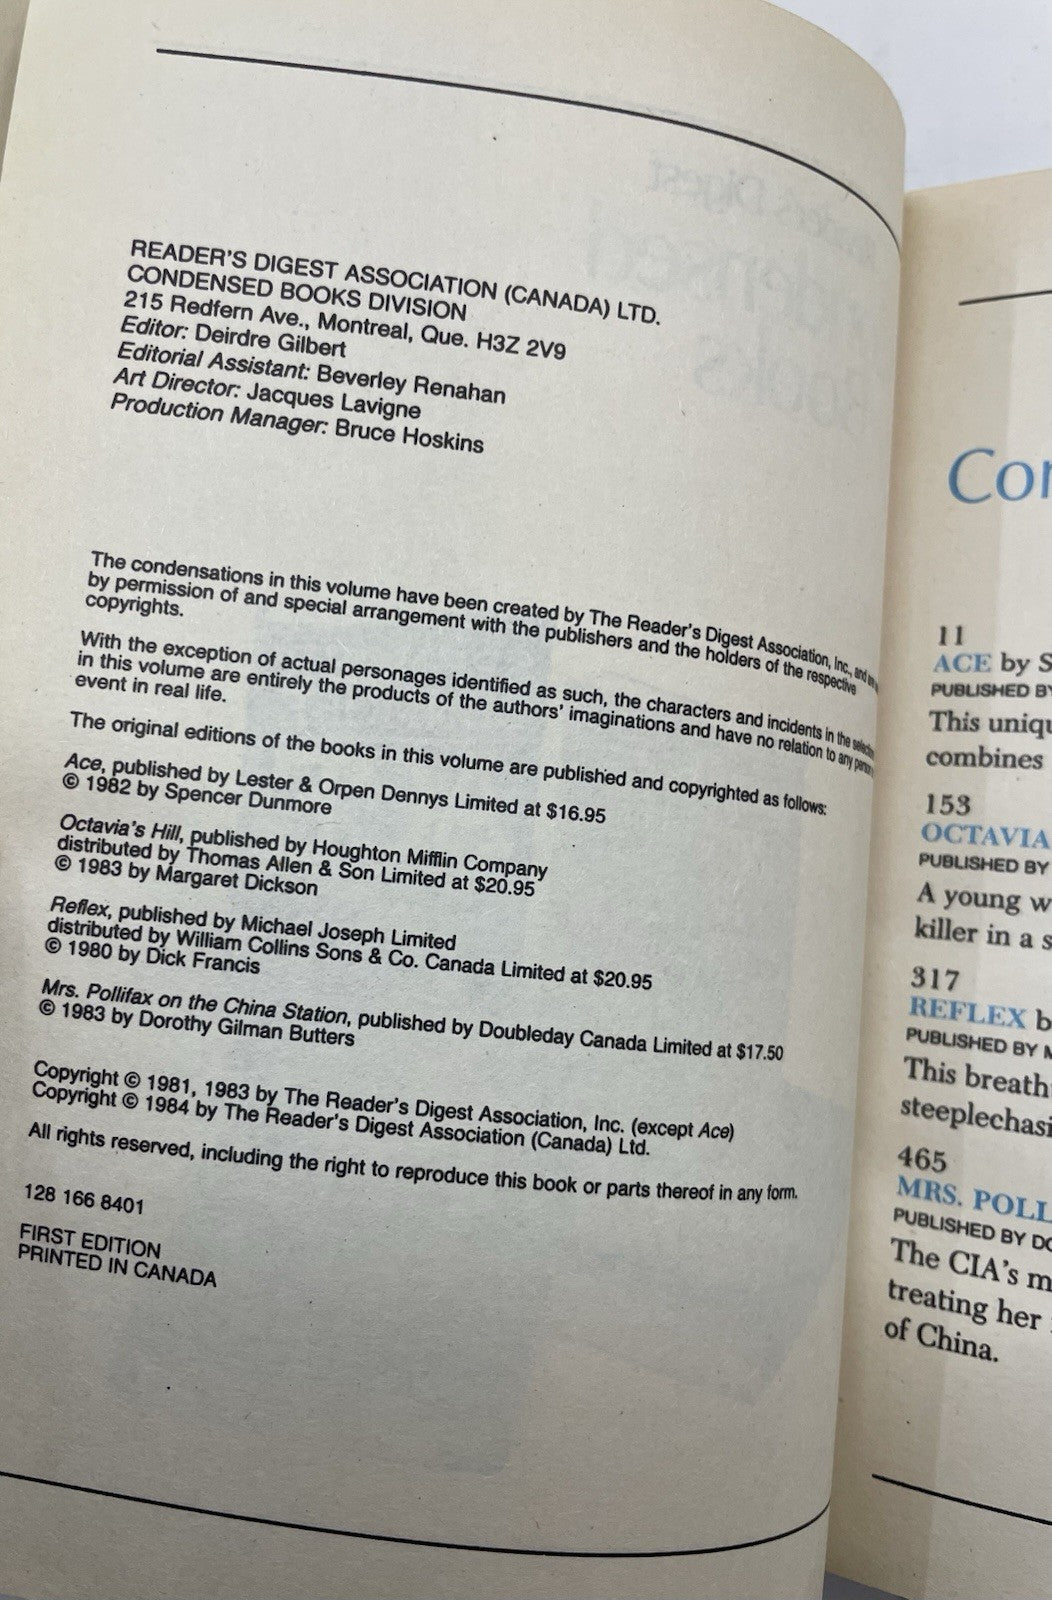 READER'S DIGEST ASSOCIATION (CANADA) LTD.
CONDENSED BOOKS DIVISION
215 Redfern Ave., Montreal, Que. H3Z 2V9
Editor: Deirdre Gilbert
Editorial Assistant: Beverley Renahan
Art Director: Jacques Lavigne
Production Manager: Bruce Hoskins
The condensations in this volume have been created by The Reader's Digest Association, Inc., and
by permission of and special arrangement with the publishers and the holders of the respective
copyrights.
With the exception of actual personages identified as such, the characters and incidents in the
in this volume are entirely the products of the authors' imaginations and have no relation to any person
event in real life.
The original editions of the books in this volume are published and copyrighted as follows:
Ace, published by Lester & Orpen Dennys Limited at $16.95
© 1982 by Spencer Dunmore
Octavia's Hill, published by Houghton Mifflin Company
distributed by Thomas Allen & Son Limited at $20.95
© 1983 by Margaret Dickson
Reflex, published by Michael Joseph Limited
distributed by William Collins Sons & Co. Canada Limited at $20.95
© 1980 by Dick Francis
Mrs. Pollifax on the China Station, published by Doubleday Canada Limited at $17.50
© 1983 by Dorothy Gilman Butters
Copyright © 1981, 1983 by The Reader's Digest Association, Inc. (except Ace)
Copyright © 1984 by The Reader's Digest Association (Canada) Ltd.
All rights reserved, including the right to reproduce this book or parts thereof in any form.
128 166 8401
FIRST EDITION
PRINTED IN CANADA
Con
11
ACE by S
PUBLISHED BY
This uniqu
combines
153
OCTAVIA
PUBLISHED BY
A young w
killer in a s
317
REFLEX b
PUBLISHED BY M
This breath
steeplechasi
465
MRS. POLL
PUBLISHED BY DO
The CIA's m
treating her
of China.